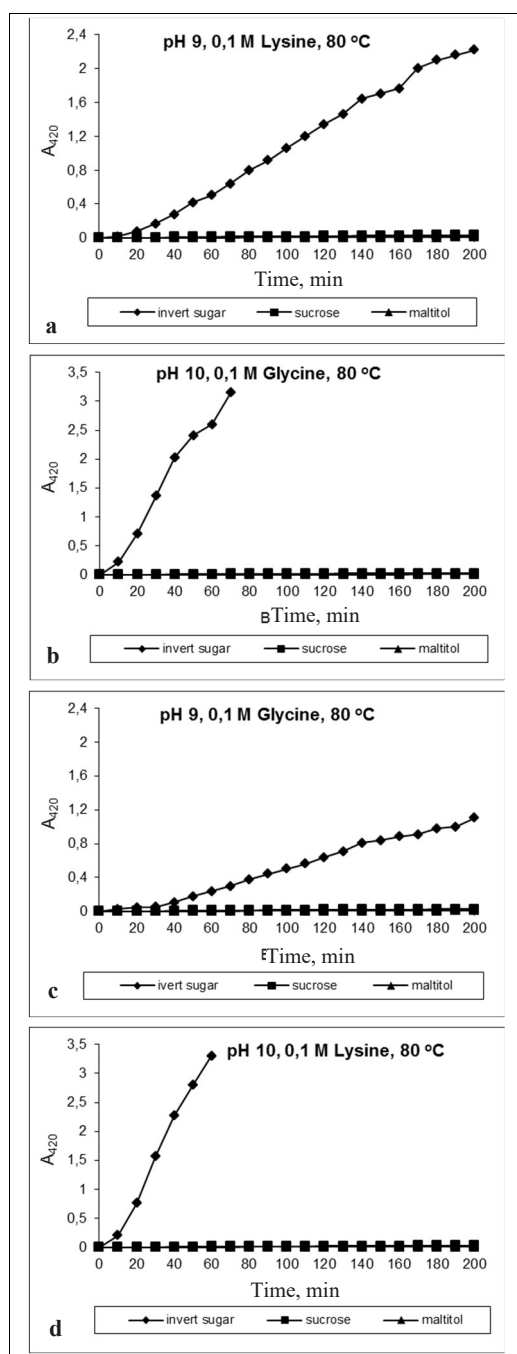 pH 9, 0,1 M Lysine, 80 °C
2,4
2
1,6
1,2
0,8
0,4
0
A420
0 20 40 60 80 100 120 140 160 180 200
Time, min
invert sugar sucrose maltitol
a
pH 10, 0,1 M Glycine, 80 °C
3,5
3
2,5
2
1,5
1
0,5
0
A420
0 20 40 60 80 100 120 140 160 180 200
Time, min
invert sugar sucrose maltitol
b
pH 9, 0,1 M Glycine, 80 °C
2,4
2
1,6
1,2
0,8
0,4
0
A420
0 20 40 60 80 100 120 140 160 180 200
Time, min
ivert sugar sucrose maltitol
c
pH 10, 0,1 M Lysine, 80 °C
3,5
3
2,5
2
1,5
1
0,5
0
A420
0 20 40 60 80 100 120 140 160 180 200
Time, min
invert sugar sucrose maltitol
d